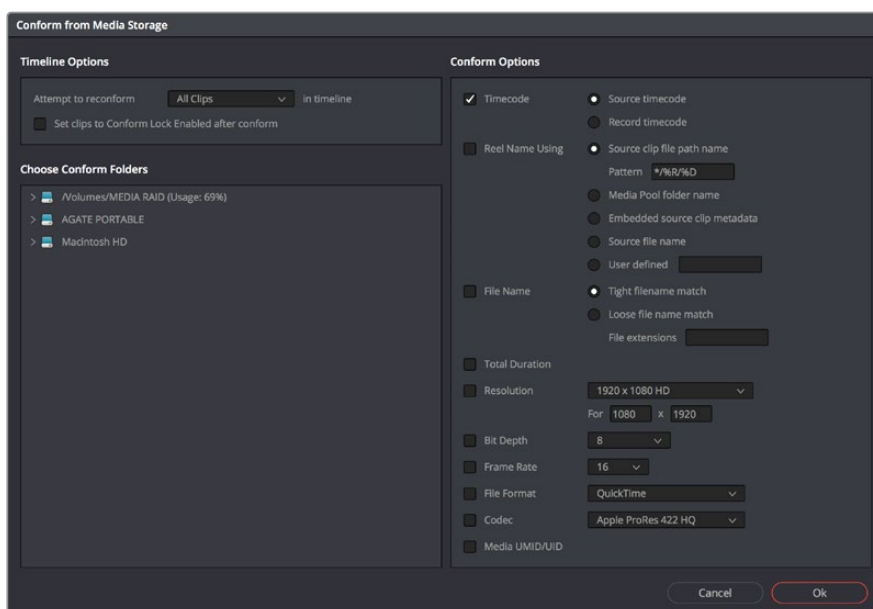 Conform from Media Storage
Timeline Options
Attempt to reconform All Clips in timeline
Set clips to Conform Lock Enabled after conform
Choose Conform Folders
/Volumes/MEDIA RAID (Usage: 69%)
AGATE PORTABLE
Macintosh HD
Conform Options
Timecode Source timecode
Record timecode
Reel Name Using Source clip file path name
Pattern */%R/%D
Media Pool folder name
Embedded source clip metadata
Source file name
User defined
File Name Tight filename match
Loose file name match
File extensions
Total Duration
Resolution 1920 x 1080 HD
For 1080 x 1920
Bit Depth 8
Frame Rate 16
File Format QuickTime
Codec Apple ProRes 422 HQ
Media UMID/UID
Cancel Ok